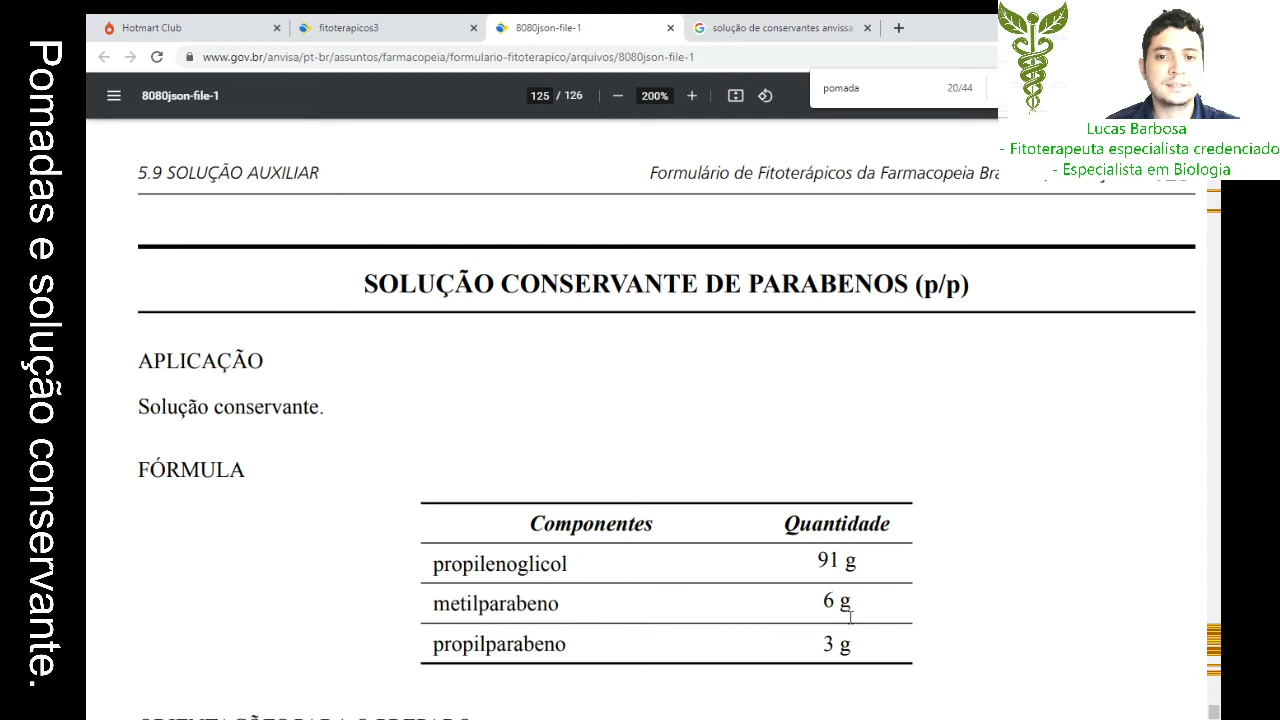 Pomadas e solução conservante.
Hotmart Club
fitoterapicos3
8080json-file-1
solução de conservantes anvissa
www.gov.br/anvisa/pt-br/assuntos/farmacopeia/formulario-fitoterapico/arquivos/8080json-file-1
8080json-file-1
125 / 126
200%
pomada
20/44
Lucas Barbosa
- Fitoterapeuta especialista credenciado
- Especialista em Biologia
5.9 SOLUÇÃO AUXILIAR
Formulário de Fitoterápicos da Farmacopeia
SOLUÇÃO CONSERVANTE DE PARABENOS (p/p)
APLICAÇÃO
Solução conservante.
FÓRMULA
Componentes Quantidade
propilenoglicol 91 g
metilparabeno 6 g
propilparabeno 3 g